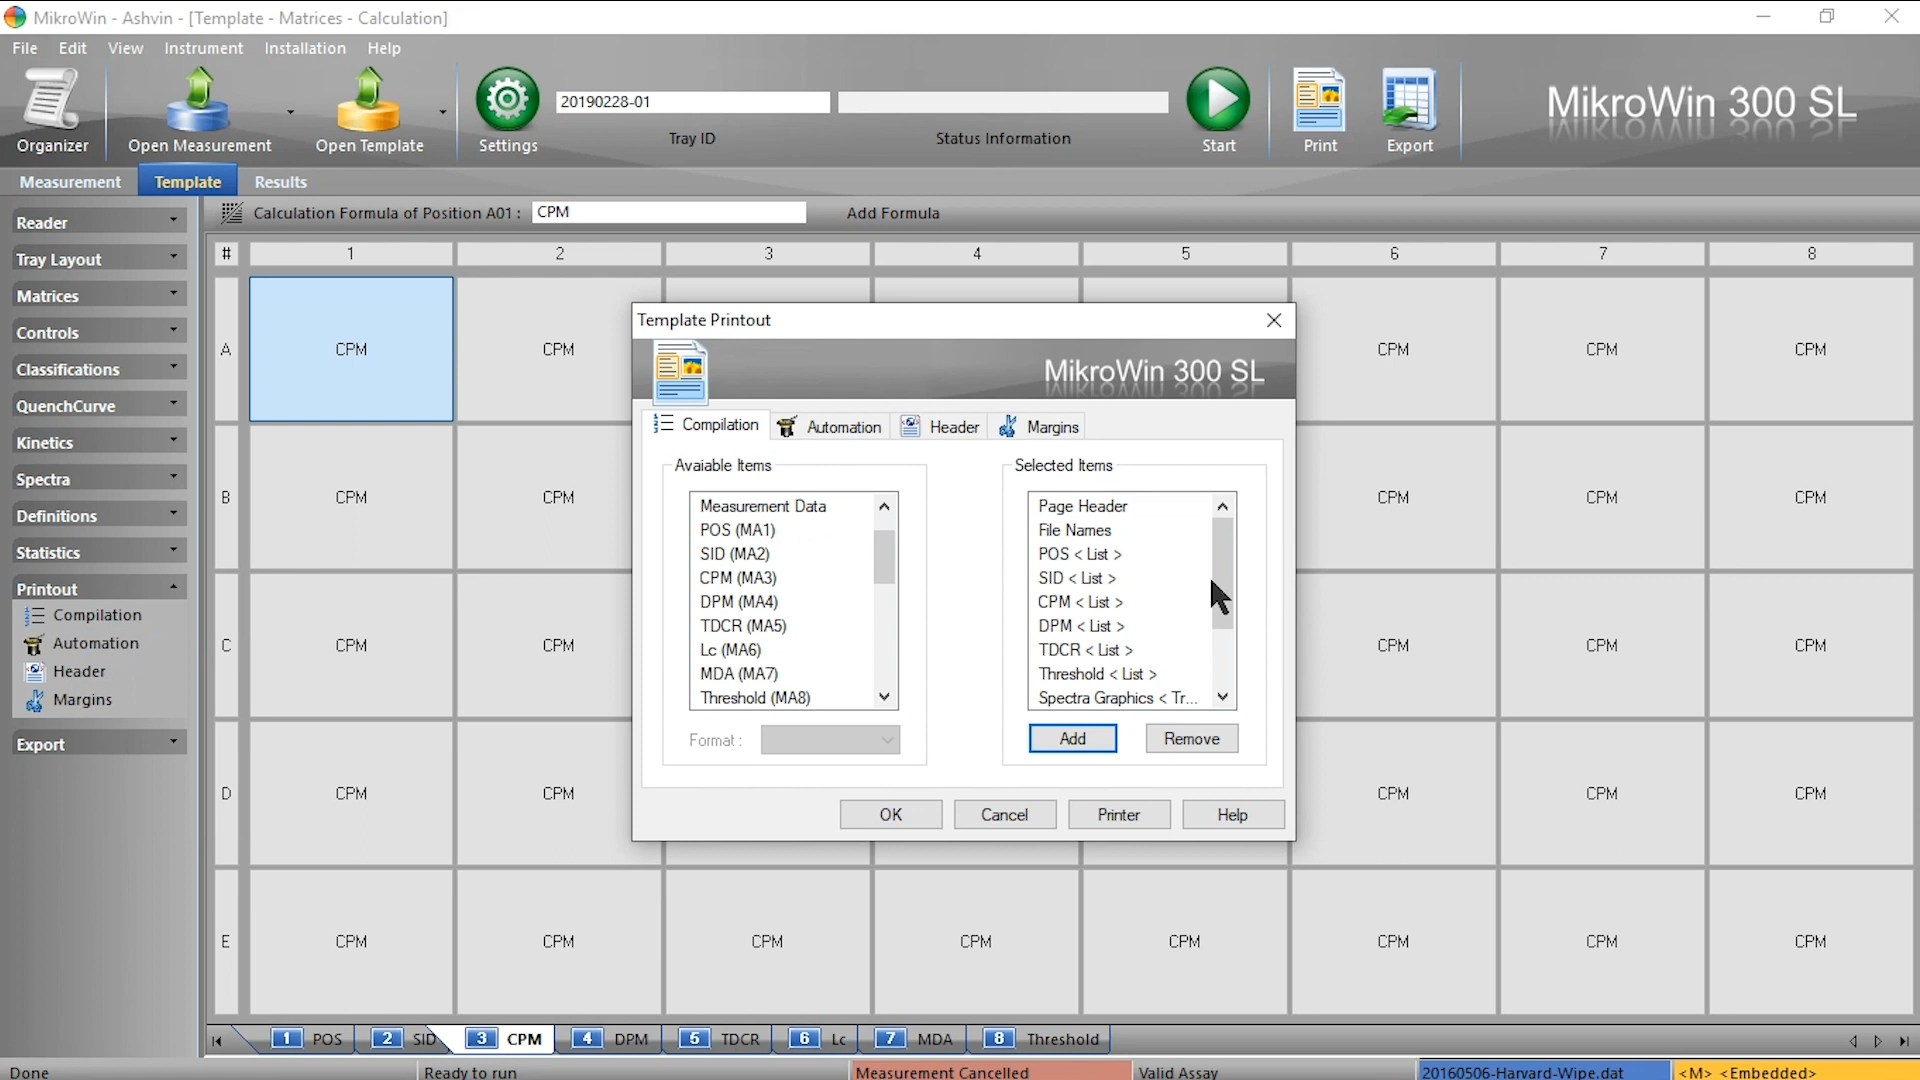 MikroWin - Ashvin - [Template - Matrices - Calculation]
File Edit View Instrument Installation Help
20190228-01
MikroWin 300 SL
Tray ID Status Information
Organizer Open Measurement Open Template Settings Start Print Export
Measurement Template Results
Calculation Formula of Position A01 : CPM Add Formula
Reader
Tray Layout
Matrices
Controls
Classifications
QuenchCurve
Kinetics
Spectra
Definitions
Statistics
Printout
Compilation
Automation
Header
Margins
Export
# 1 2 3 4 5 6 7 8
A CPM CPM CPM CPM CPM
B CPM CPM CPM CPM CPM
C CPM CPM CPM CPM CPM
D CPM CPM CPM CPM CPM
E CPM CPM CPM CPM CPM CPM CPM CPM
Template Printout
MikroWin 300 SL
Compilation Automation Header Margins
Avaiable Items
Measurement Data
POS (MA1)
SID (MA2)
CPM (MA3)
DPM (MA4)
TDCR (MA5)
Lc (MA6)
MDA (MA7)
Threshold (MA8)
Format :
Selected Items
Page Header
File Names
POS < List >
SID < List >
CPM < List >
DPM < List >
TDCR < List >
Threshold < List >
Spectra Graphics < Tr...
Add Remove
OK Cancel Printer Help
1 POS 2 SID 3 CPM 4 DPM 5 TDCR 6 Lc 7 MDA 8 Threshold
Done Ready to run Measurement Cancelled Valid Assay 20160506-Harvard-Wipe.dat <M> <Embedded>